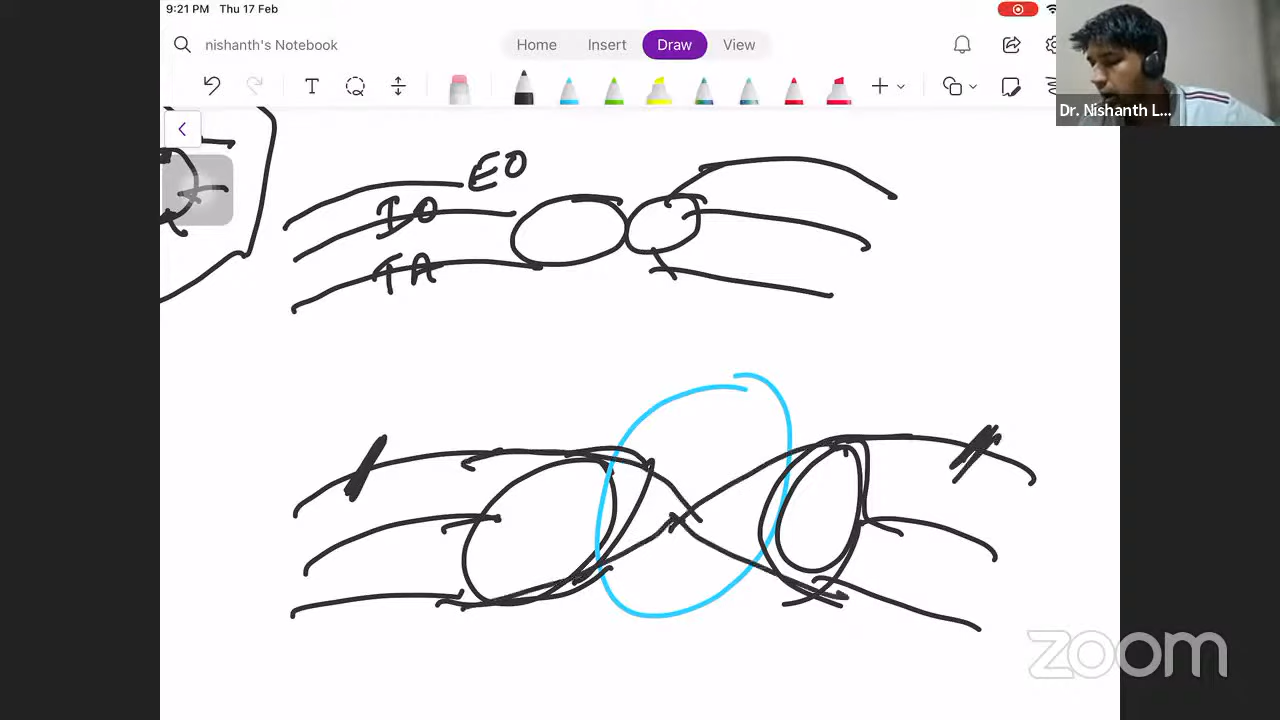 9:21 PM Thu 17 Feb
nishanth's Notebook
Home Insert Draw View
T
Dr. Nishanth L...
EO
IO
TA
zoom